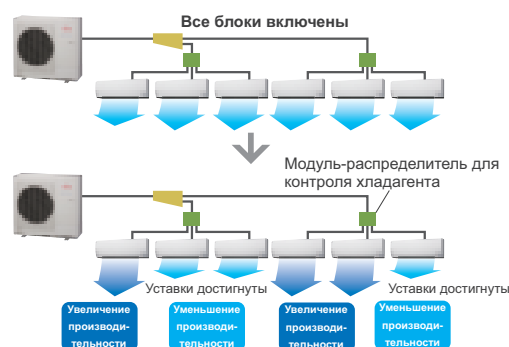 Все блоки включены
Модуль-распределитель для
контроля хладагента
Уставки достигнуты
Уставки достигнуты
Увеличение
производи-
тельности
Уменьшение
производи-
тельности
Увеличение
производи-
тельности
Уменьшение
производи-
тельности